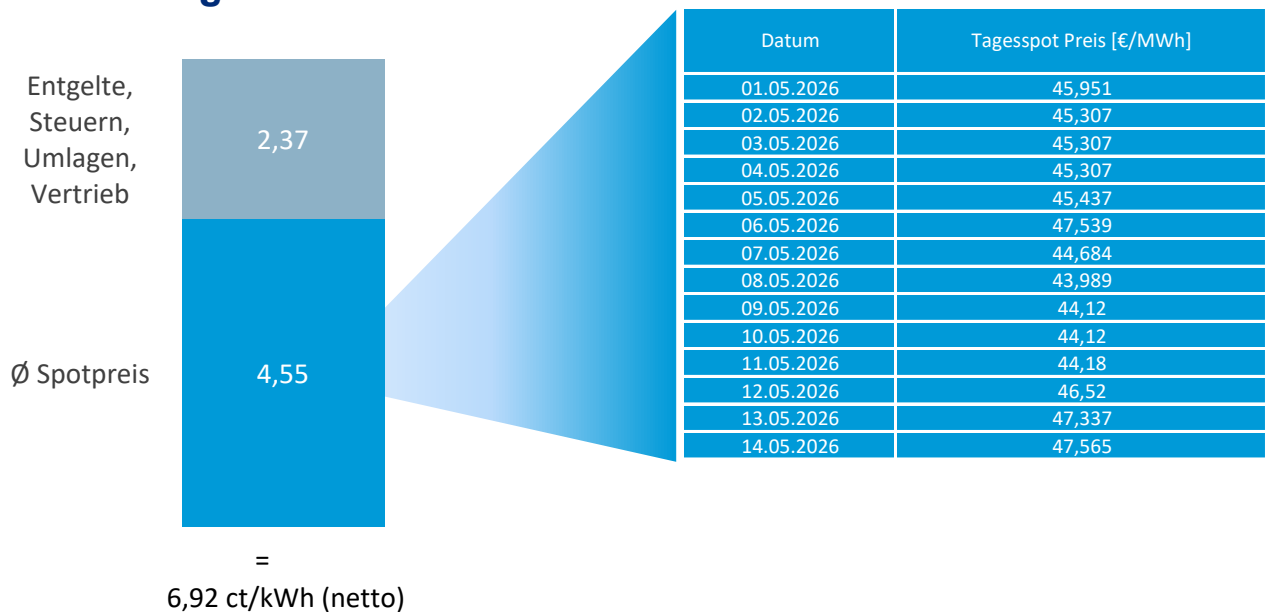 Entgelte,
Steuern,
Umlagen,
Vertrieb
2,37
Ø Spotpreis
4,55
=
6,92 ct/kWh (netto)
Datum Tagesspot Preis [€/MWh]
01.05.2026 45,951
02.05.2026 45,307
03.05.2026 45,307
04.05.2026 45,307
05.05.2026 45,437
06.05.2026 47,539
07.05.2026 44,684
08.05.2026 43,989
09.05.2026 44,12
10.05.2026 44,12
11.05.2026 44,18
12.05.2026 46,52
13.05.2026 47,337
14.05.2026 47,565